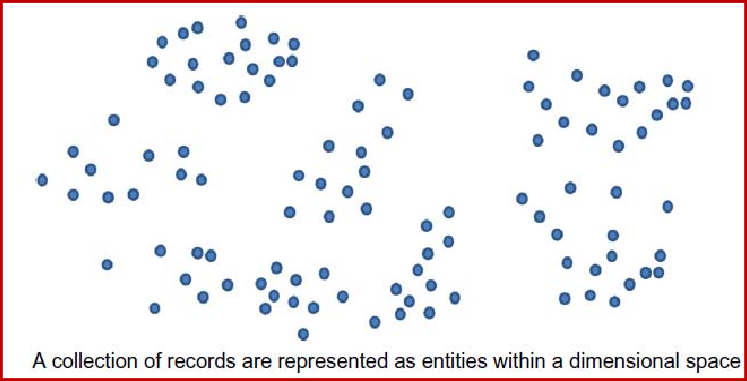 A collection of records are represented as entities within a dimensional space